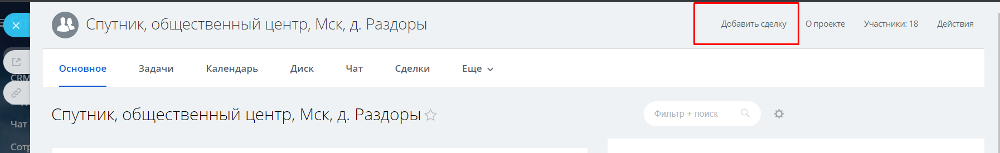 Спутник, общественный центр, Мск, д. Раздоры
Добавить сделку О проекте Участники: 18 Действия
CRM
Основное Задачи Календарь Диск Чат Сделки Еще
Спутник, общественный центр, Мск, д. Раздоры
Фильтр + поиск
Чат
Сотр